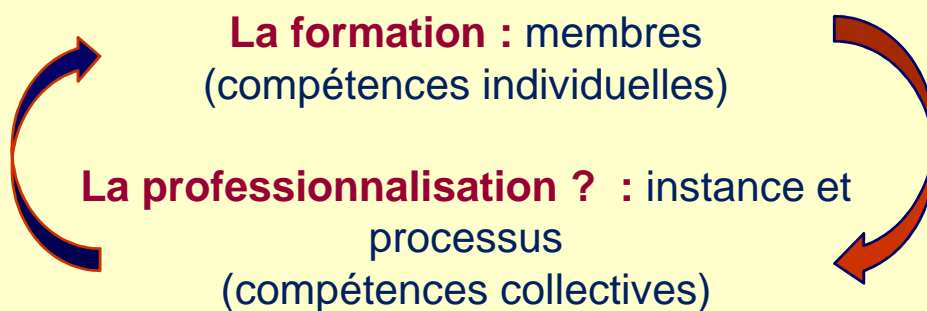 La formation : membres
(compétences individuelles)
La professionnalisation ? : instance et
processus
(compétences collectives)